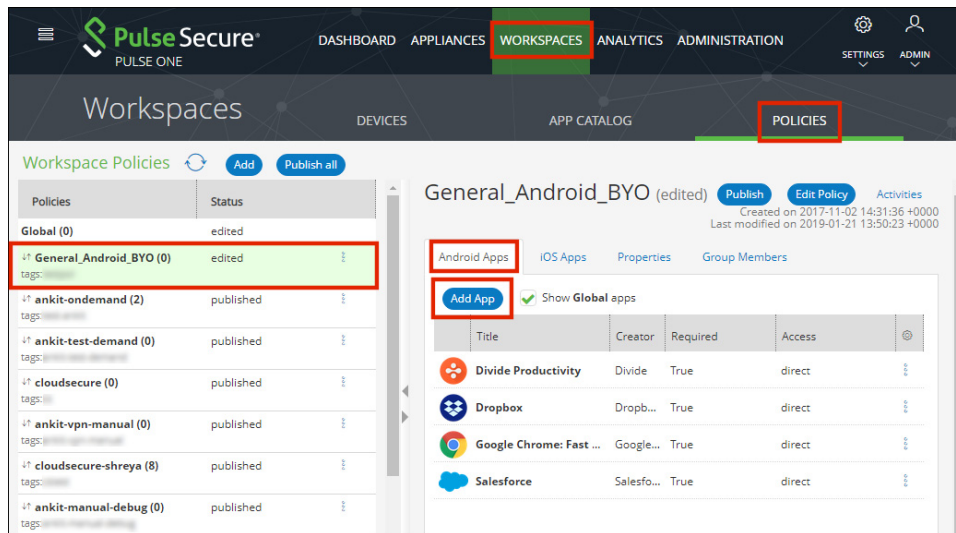 Pulse Secure®
PULSE ONE
DASHBOARD APPLIANCES WORKSPACES ANALYTICS ADMINISTRATION
SETTINGS ADMIN
Workspaces
DEVICES APP CATALOG POLICIES
Workspace Policies Add Publish all
Policies Status
Global (0) edited
General_Android_BYO (0) edited
tags:
ankit-ondemand (2) published
tags:
ankit-test-demand (0) published
tags:
cloudsecure (0) published
tags:
ankit-vpn-manual (0) published
tags:
cloudsecure-shreya (8) published
tags:
ankit-manual-debug (0) published
tags:
General_Android_BYO (edited) Publish Edit Policy Activities
Created on 2017-11-02 14:31:36 +0000
Last modified on 2019-01-21 13:50:23 +0000
Android Apps iOS Apps Properties Group Members
Add App Show Global apps
Title Creator Required Access
Divide Productivity Divide True direct
Dropbox Dropb... True direct
Google Chrome: Fast ... Google... True direct
Salesforce Salesfo... True direct